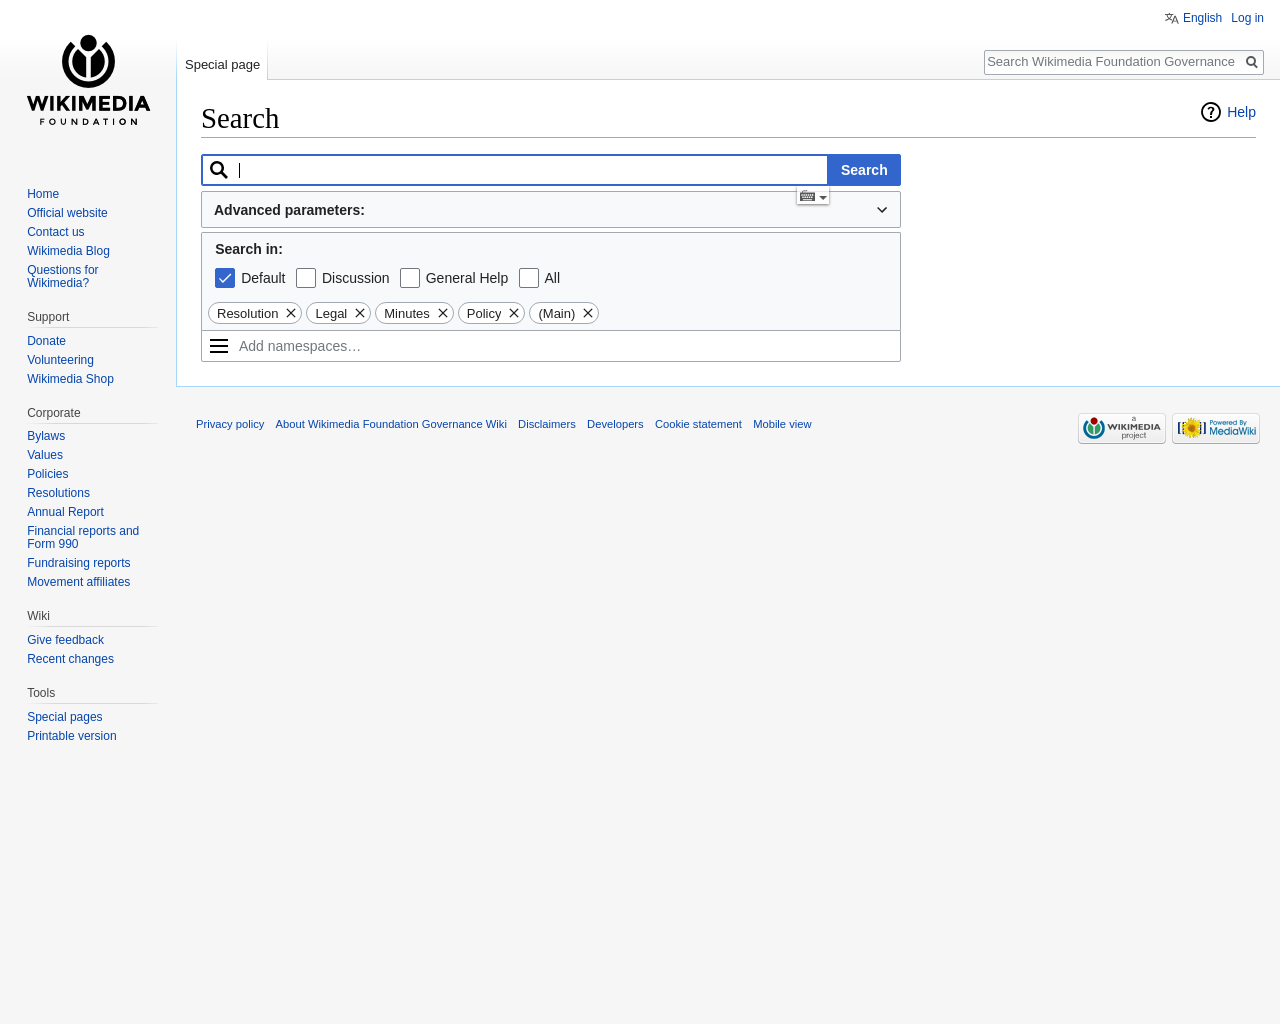 English Log in
WIKIMEDIA
FOUNDATION
Special page
Search Wikimedia Foundation Governance
Search
Help
Search
Advanced parameters:
Search in:
Default Discussion General Help All
Resolution Legal Minutes Policy (Main)
Add namespaces…
Home
Official website
Contact us
Wikimedia Blog
Questions for
Wikimedia?
Support
Donate
Volunteering
Wikimedia Shop
Corporate
Bylaws
Values
Policies
Resolutions
Annual Report
Financial reports and
Form 990
Fundraising reports
Movement affiliates
Wiki
Give feedback
Recent changes
Tools
Special pages
Printable version
Privacy policy About Wikimedia Foundation Governance Wiki Disclaimers Developers Cookie statement Mobile view
a
WIKIMEDIA
project
Powered By
MediaWiki